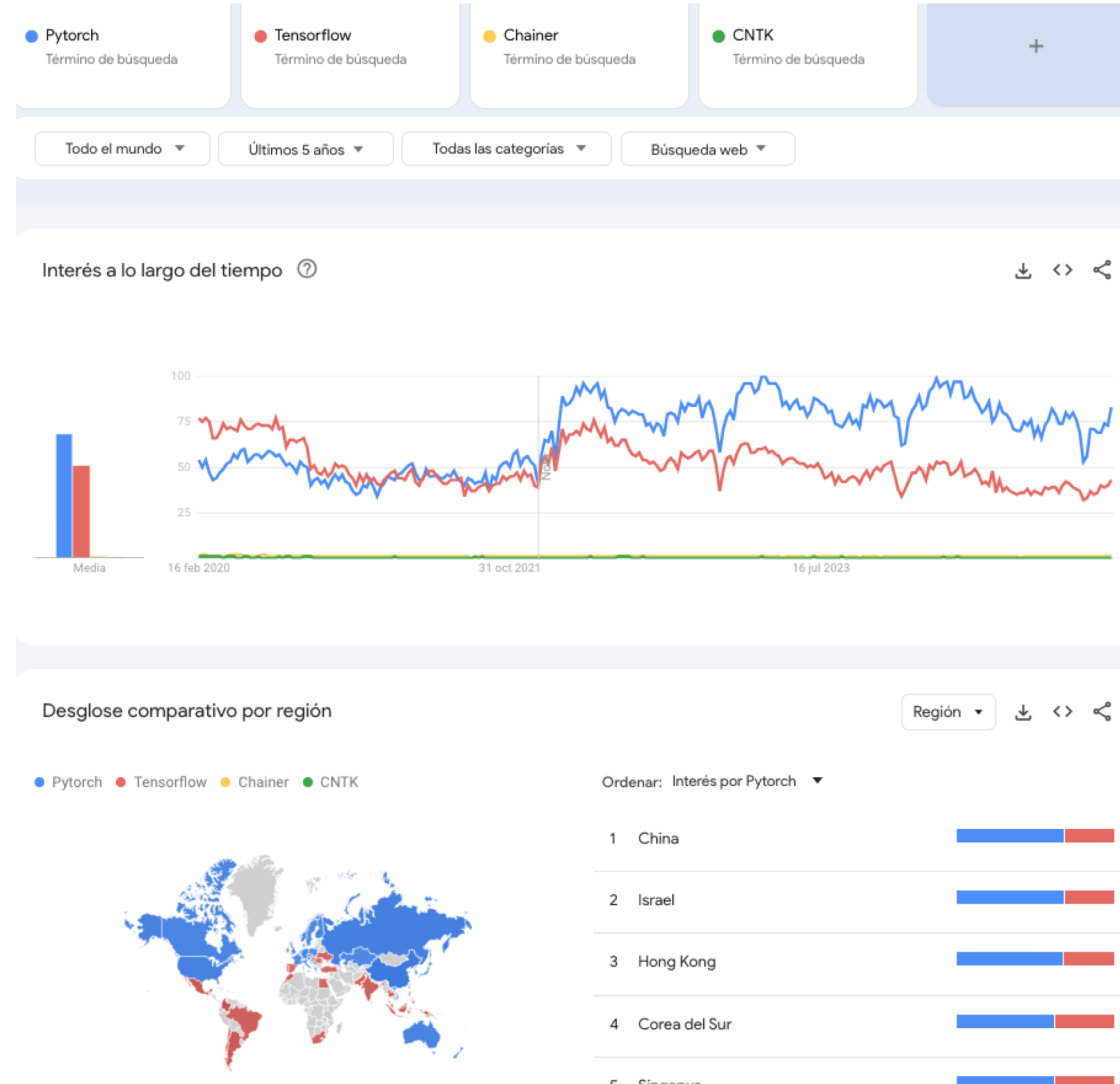 Pytorch
Término de búsqueda
Tensorflow
Término de búsqueda
Chainer
Término de búsqueda
CNTK
Término de búsqueda
+
Todo el mundo
Últimos 5 años
Todas las categorías
Búsqueda web
Interés a lo largo del tiempo
100
75
50
25
Media
16 feb 2020
31 oct 2021
16 jul 2023
Desglose comparativo por región
Región
Pytorch Tensorflow Chainer CNTK
Ordenar: Interés por Pytorch
1 China
2 Israel
3 Hong Kong
4 Corea del Sur
5 Singapur